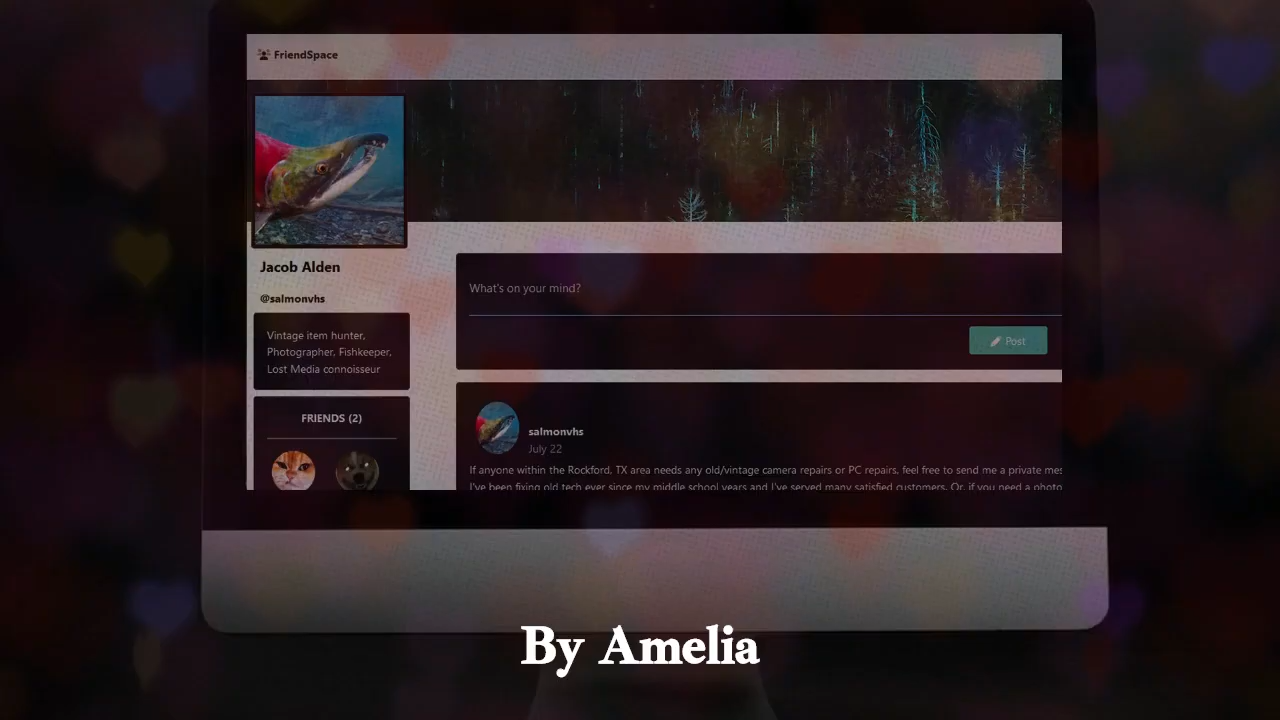 FriendSpace
Jacob Alden
@salmonvhs
Vintage item hunter,
Photographer, Fishkeeper,
Lost Media connoisseur
FRIENDS (2)
What's on your mind?
Post
salmonvhs
July 22
If anyone within the Rockford, TX area needs any old/vintage camera repairs or PC repairs, feel free to send me a private mes
I've been fixing old tech ever since my middle school years and I've served many satisfied customers. Or, if you need a photo
By Amelia